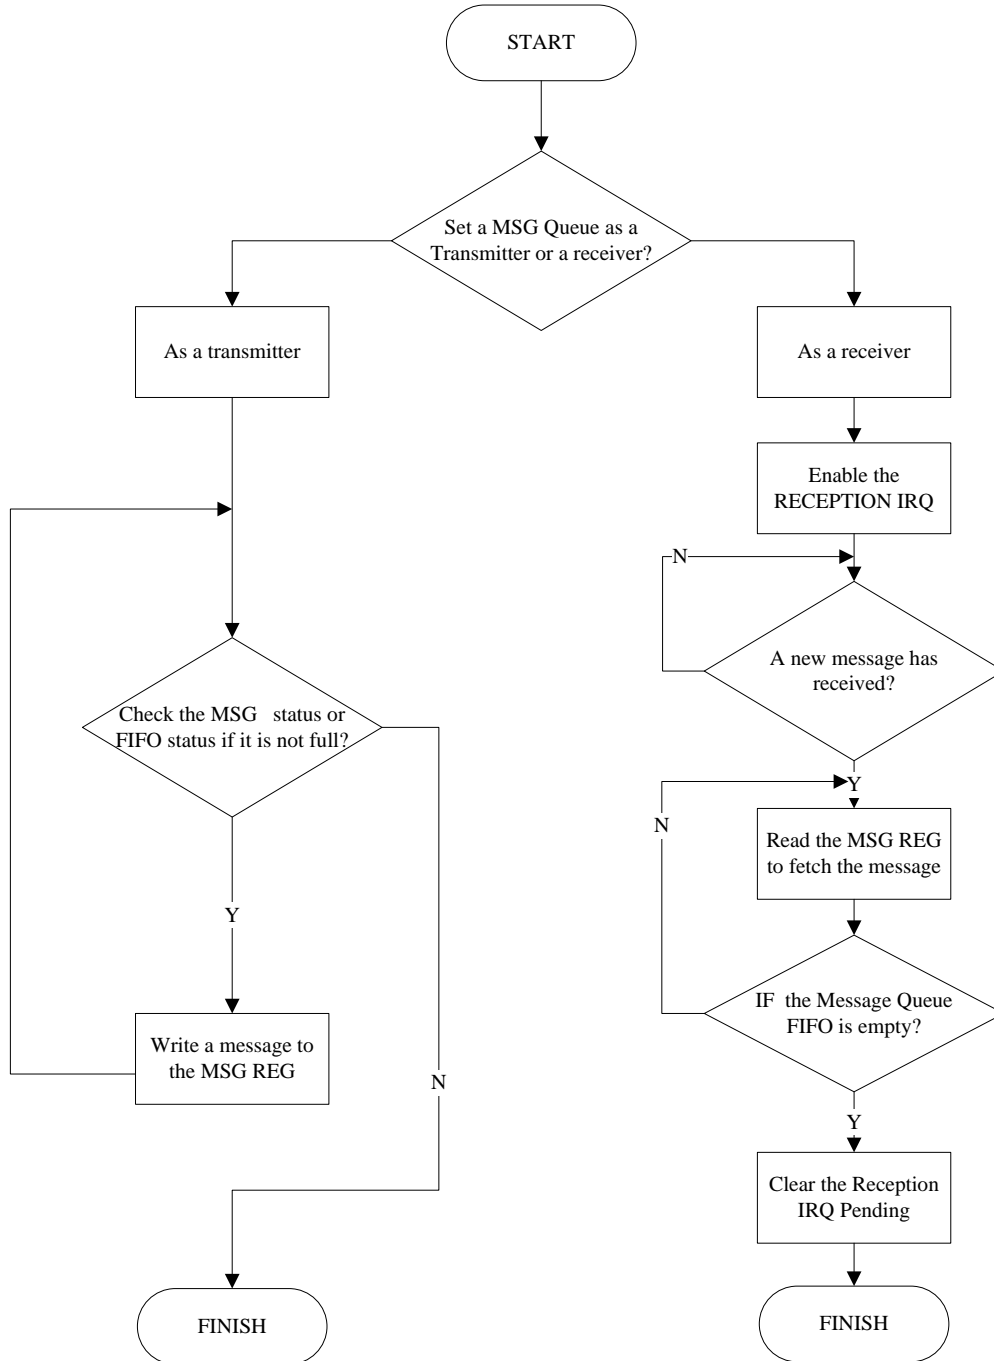 START
Set a MSG Queue as a
Transmitter or a receiver?
As a transmitter
As a receiver
Enable the
RECEPTION IRQ
N
A new message has
received?
Check the MSG status or
FIFO status if it is not full?
Y
N
Read the MSG REG
to fetch the message
Y
IF the Message Queue
FIFO is empty?
Write a message to
the MSG REG
N
Y
Clear the Reception
IRQ Pending
FINISH
FINISH